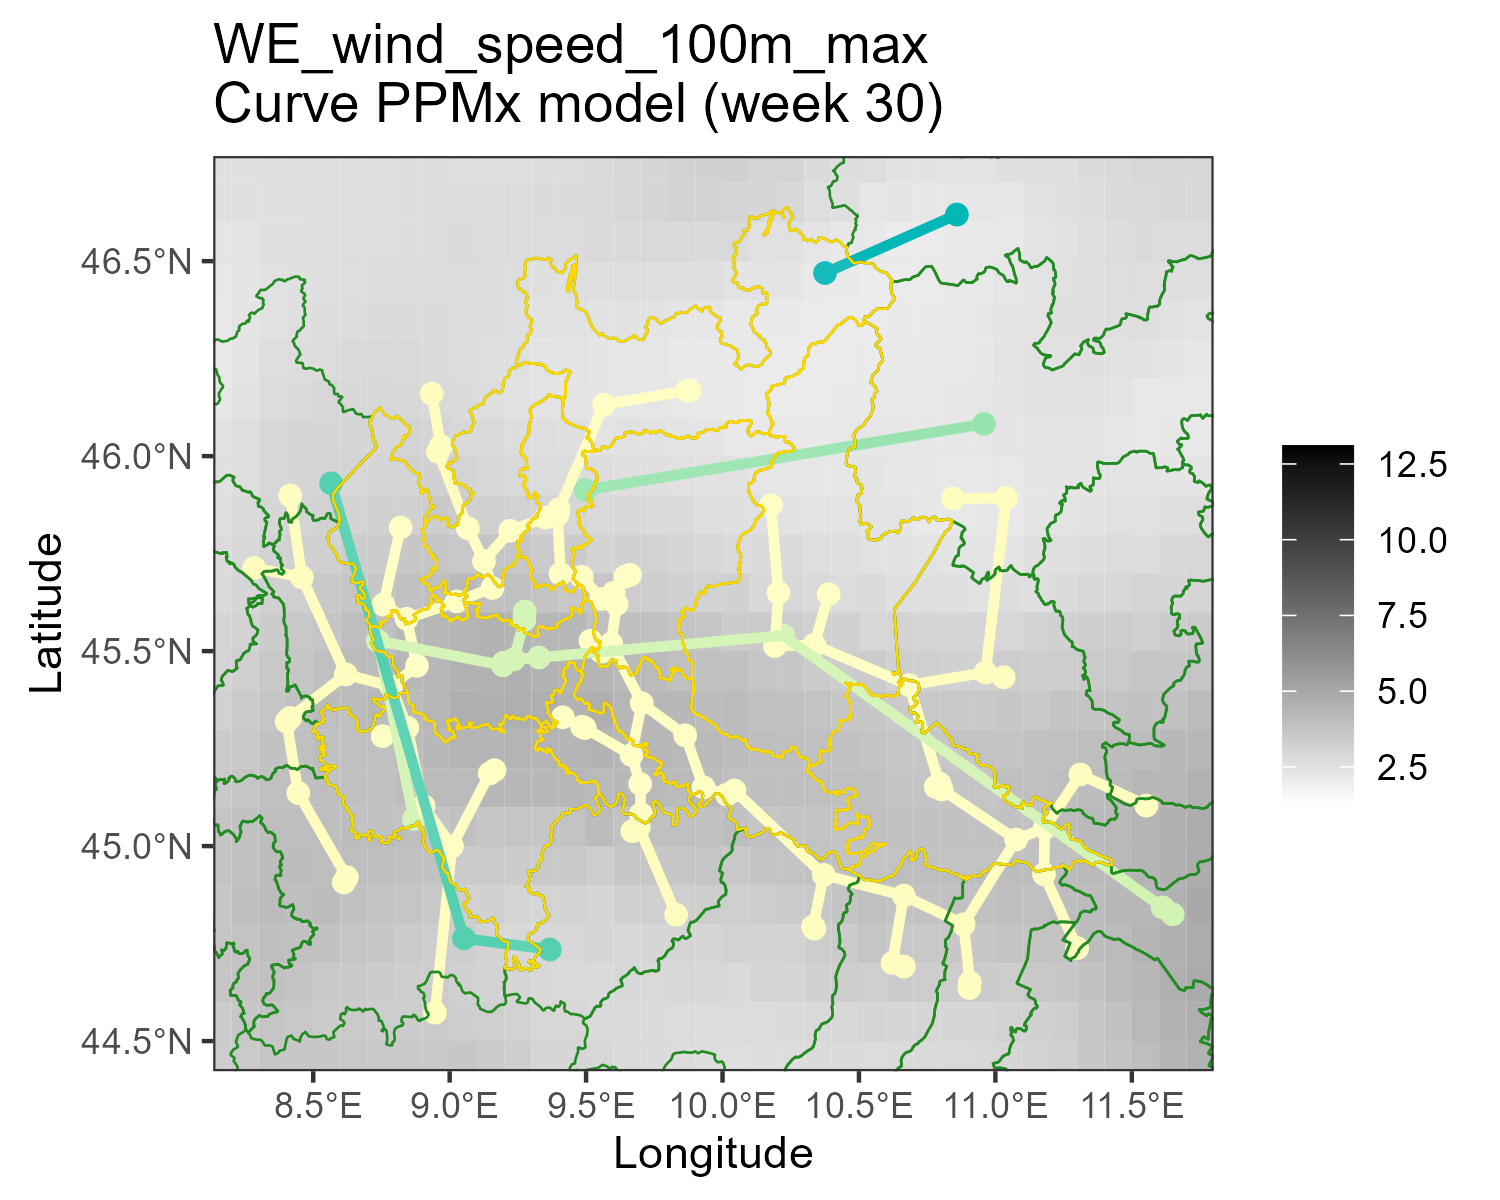 WE_wind_speed_100m_max
Curve PPMx model (week 30)
46.5°N
46.0°N
45.5°N
45.0°N
44.5°N
Latitude
8.5°E
9.0°E
9.5°E
10.0°E
10.5°E
11.0°E
11.5°E
Longitude
12.5
10.0
7.5
5.0
2.5